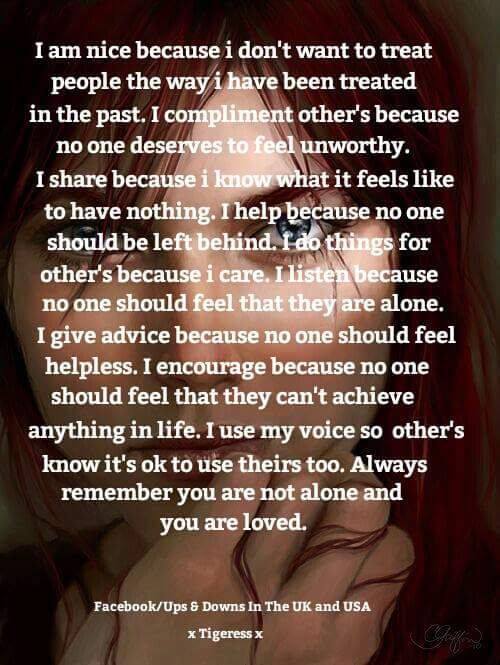 I am nice because i don't want to treat
people the way i have been treated
in the past. I compliment other's because
no one deserves to feel unworthy.
I share because i know what it feels like
to have nothing. I help because no one
should be left behind. I do things for
other's because i care. I listen because
no one should feel that they are alone.
I give advice because no one should feel
helpless. I encourage because no one
should feel that they can't achieve
anything in life. I use my voice so other's
know it's ok to use theirs too. Always
remember you are not alone and
you are loved.
Facebook/Ups & Downs In The UK and USA
x Tigeress x